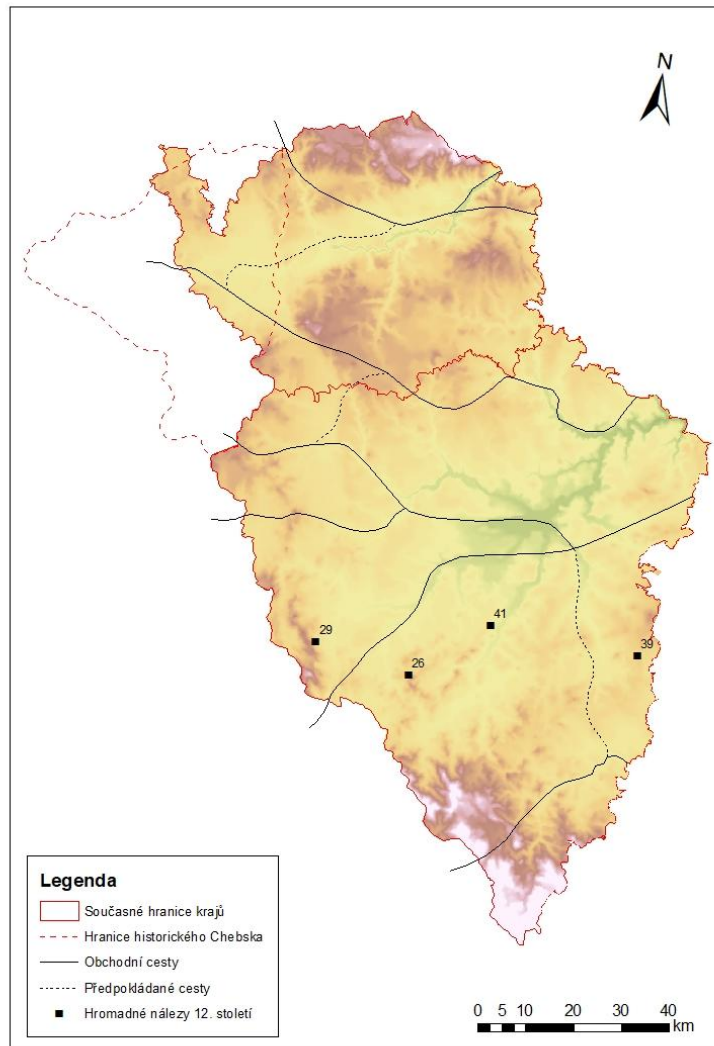 N
41
29
39
26
Legenda
Současné hranice krajů
Hranice historického Chebska
Obchodní cesty
Předpokládané cesty
Hromadné nálezy 12. století
0 5 10 20 30 40
km